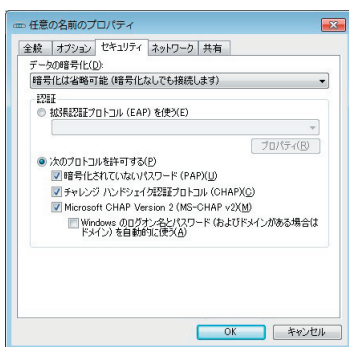 任意の名前のプロパティ
全般 オプション セキュリティ ネットワーク 共有
データの暗号化(D):
暗号化は省略可能 (暗号化なしでも接続します)
認証
拡張認証プロトコル (EAP) を使う(E)
プロパティ(R)
次のプロトコルを許可する(P)
暗号化されていないパスワード (PAP)(U)
チャレンジ ハンドシェイク認証プロトコル (CHAP)(C)
Microsoft CHAP Version 2 (MS-CHAP v2)(M)
Windows のログオン名とパスワード (およびドメインがある場合は
ドメイン) を自動的に使う(A)
OK キャンセル